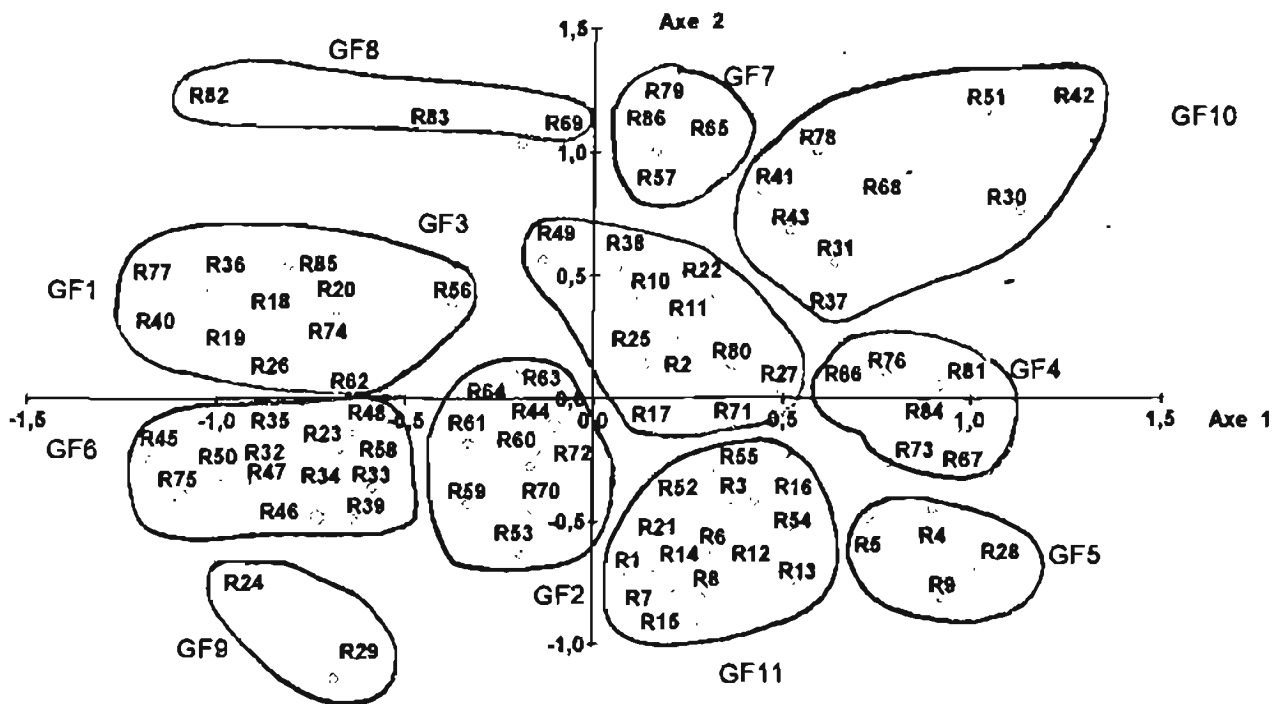 1,5 Axe 2
GF8
GF7
R82 R79 R51 R42
R83 R69 R86 R65 GF10
1,0 R78
R57 R41 R68 R30
GF3 R49 R38 R43 R31
R77 R36 R85 0,5 R10 R22
GF1 R18 R20 R56 R11 R37
R40 R19 R74 R25 R80
R26 R2 R27 R66 R76 R81 GF4
R62 R64 R63
-1,5 -1,0 -0,5 0,0 0,5 1,0 1,5
R35 R48 R61 R44 R17 R71 R84 Axe 1
GF6 R45 R23 R60 R72 R73 R67
R50 R32 R58 R55
R75 R47 R34 R33 R59 R70 R52 R3 R16
R46 R39 R53 -0,5 R21 R54 R5 R4
R1 R14 R6 R12 R28 GF5
R24 GF2 R7 R8 R13 R9
R15
GF9 R29 -1,0
GF11